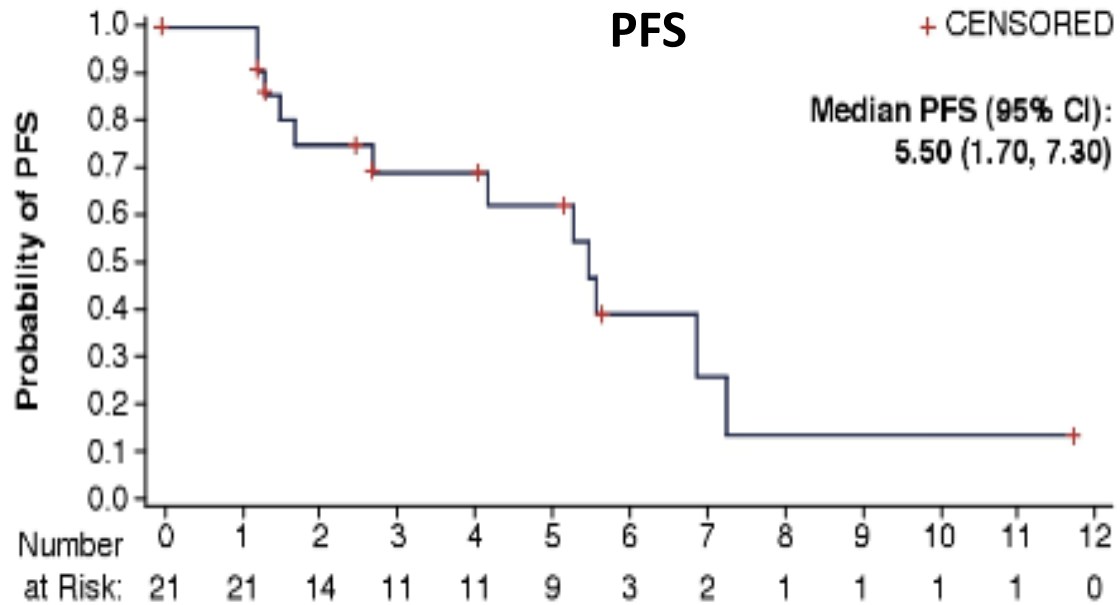 PFS
+ CENSORED
Median PFS (95% CI):
5.50 (1.70, 7.30)
Probability of PFS
1.0
0.9
0.8
0.7
0.6
0.5
0.4
0.3
0.2
0.1
0.0
0 1 2 3 4 5 6 7 8 9 10 11 12
Number
at Risk: 21 21 14 11 11 9 3 2 1 1 1 1 0